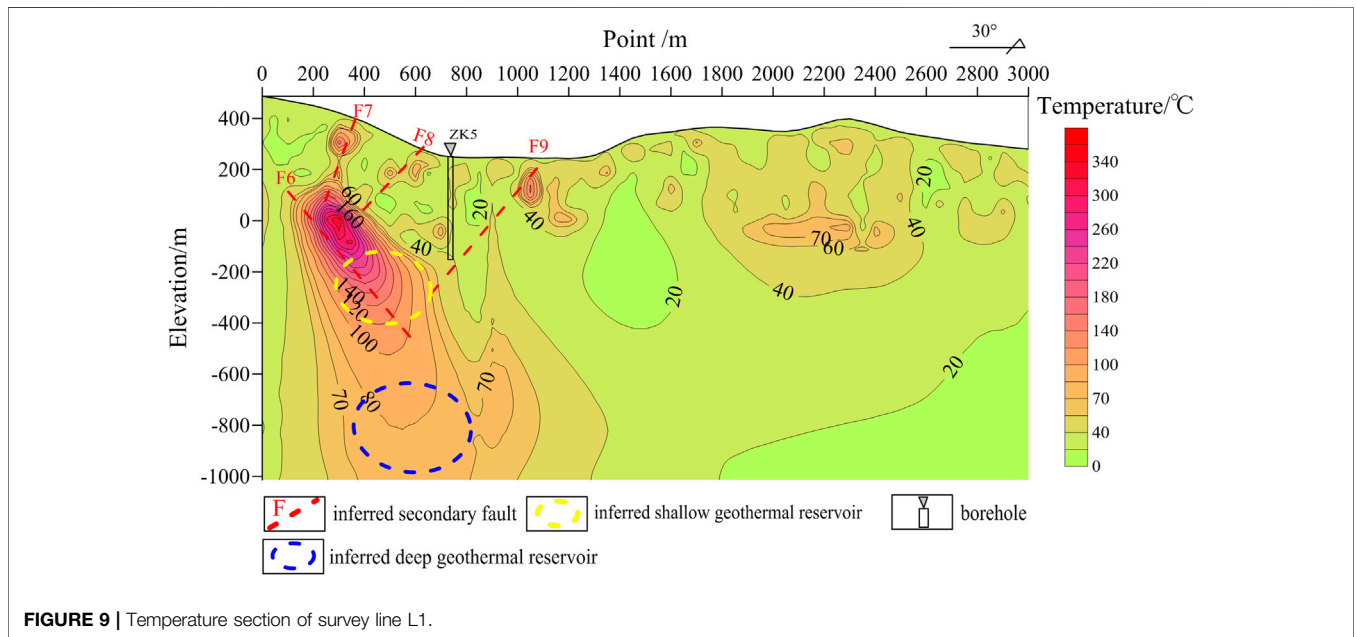 30°
Point /m
0 200 400 600 800 1000 1200 1400 1600 1800 2000 2200 2400 2600 2800 3000
Temperature/°C
400
200
0
-200
-400
-600
-800
-1000
Elevation/m
F7
F8
ZK5
F9
F6
60
160
20
40
40
20
40
70
60
40
20
140
120
100
70
80
70
20
20
340
300
260
220
180
140
100
40
0
F
inferred secondary fault
inferred shallow geothermal reservoir
borehole
inferred deep geothermal reservoir
FIGURE 9 | Temperature section of survey line L1.